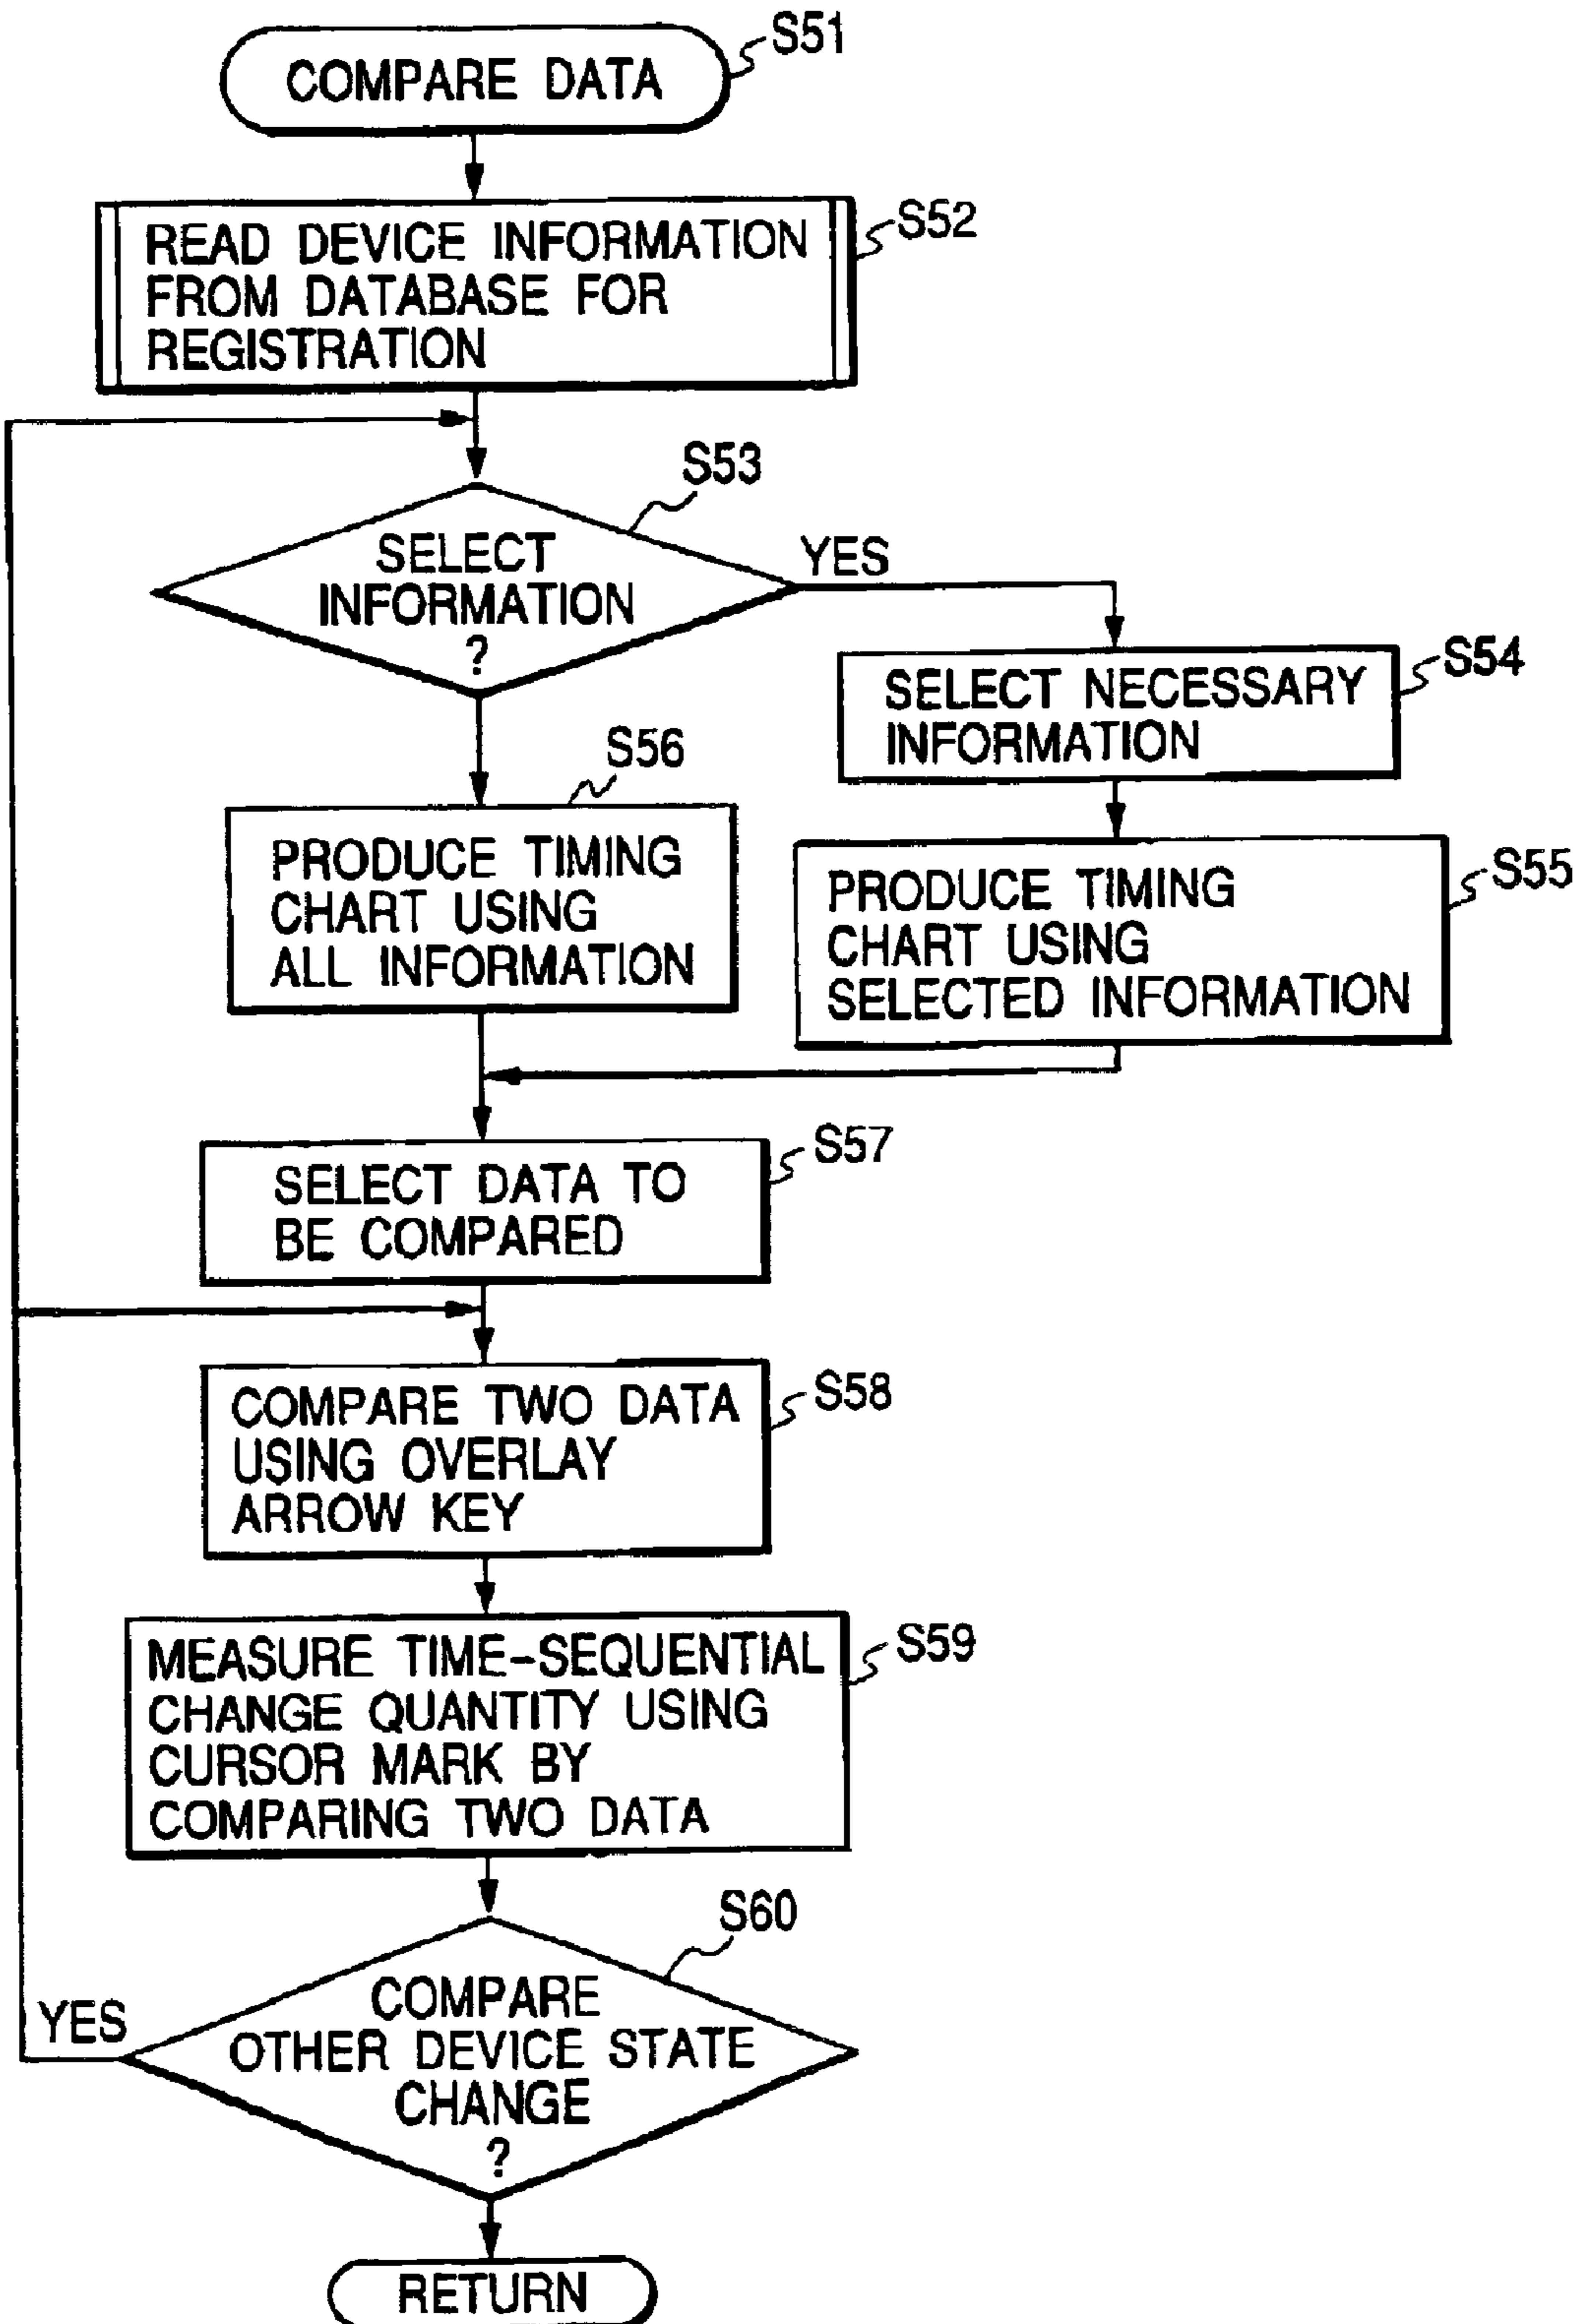 COMPARE DATA
S51
READ DEVICE INFORMATION
FROM DATABASE FOR
REGISTRATION
S52
S53
SELECT
INFORMATION
?
YES
SELECT NECESSARY
INFORMATION
S54
S56
PRODUCE TIMING
CHART USING
ALL INFORMATION
PRODUCE TIMING
CHART USING
SELECTED INFORMATION
S55
SELECT DATA TO
BE COMPARED
S57
COMPARE TWO DATA
USING OVERLAY
ARROW KEY
S58
MEASURE TIME-SEQUENTIAL
CHANGE QUANTITY USING
CURSOR MARK BY
COMPARING TWO DATA
S59
S60
COMPARE
OTHER DEVICE STATE
CHANGE
?
YES
RETURN